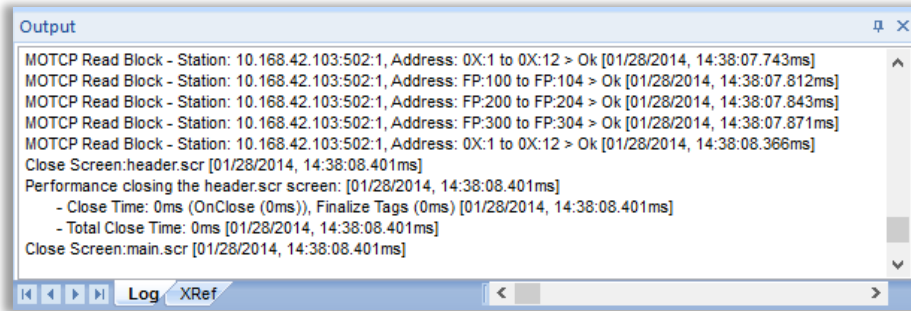 Output
MOTCP Read Block - Station: 10.168.42.103:502:1, Address: 0X:1 to 0X:12 > Ok [01/28/2014, 14:38:07.743ms]
MOTCP Read Block - Station: 10.168.42.103:502:1, Address: FP:100 to FP:104 > Ok [01/28/2014, 14:38:07.812ms]
MOTCP Read Block - Station: 10.168.42.103:502:1, Address: FP:200 to FP:204 > Ok [01/28/2014, 14:38:07.843ms]
MOTCP Read Block - Station: 10.168.42.103:502:1, Address: FP:300 to FP:304 > Ok [01/28/2014, 14:38:07.871ms]
MOTCP Read Block - Station: 10.168.42.103:502:1, Address: 0X:1 to 0X:12 > Ok [01/28/2014, 14:38:08.366ms]
Close Screen:header.scr [01/28/2014, 14:38:08.401ms]
Performance closing the header.scr screen: [01/28/2014, 14:38:08.401ms]
- Close Time: 0ms (OnClose (0ms)), Finalize Tags (0ms) [01/28/2014, 14:38:08.401ms]
- Total Close Time: 0ms [01/28/2014, 14:38:08.401ms]
Close Screen:main.scr [01/28/2014, 14:38:08.401ms]
Log XRef